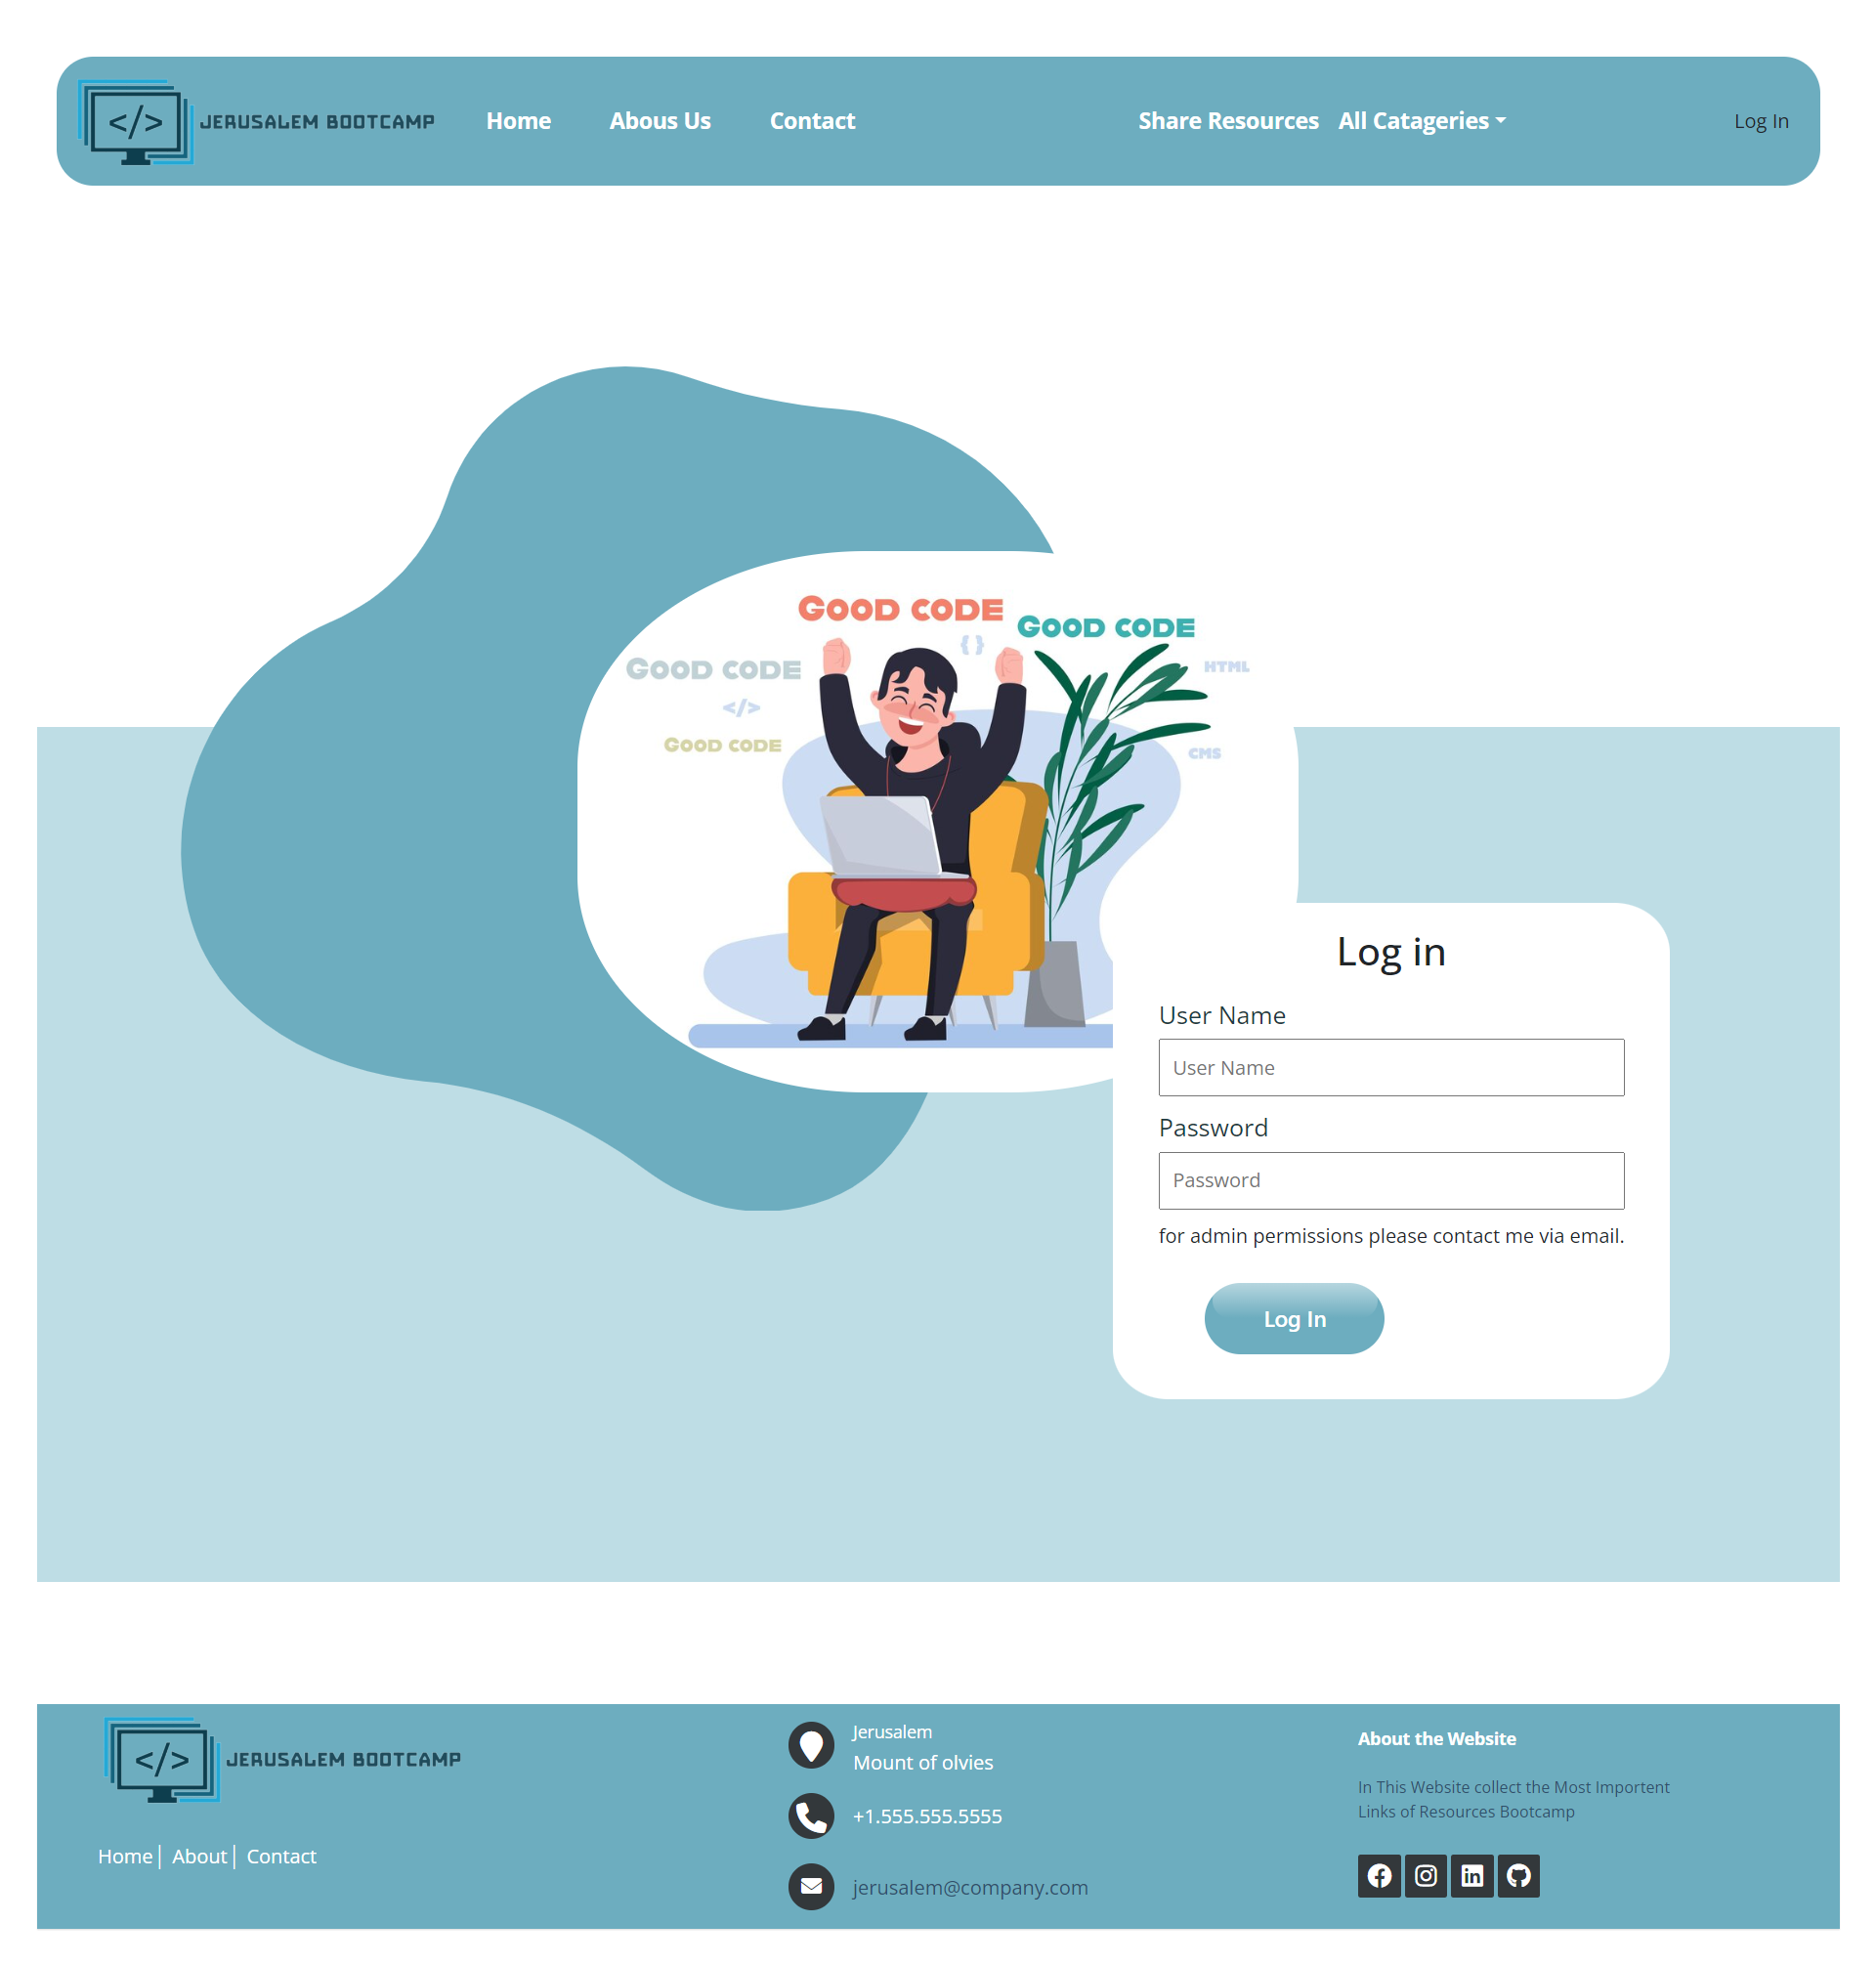 JERUSALEM BOOTCAMP Home Abous Us Contact Share Resources All Catageries Log In
Good code
Good code
{ }
Good code
HTML
</>
Good code
CMS
Log in
User Name
User Name
Password
Password
for admin permissions please contact me via email.
Log In
</> JERUSALEM BOOTCAMP
Home| About| Contact
Jerusalem
Mount of olvies
+1.555.555.5555
jerusalem@company.com
About the Website
In This Website collect the Most Importent
Links of Resources Bootcamp